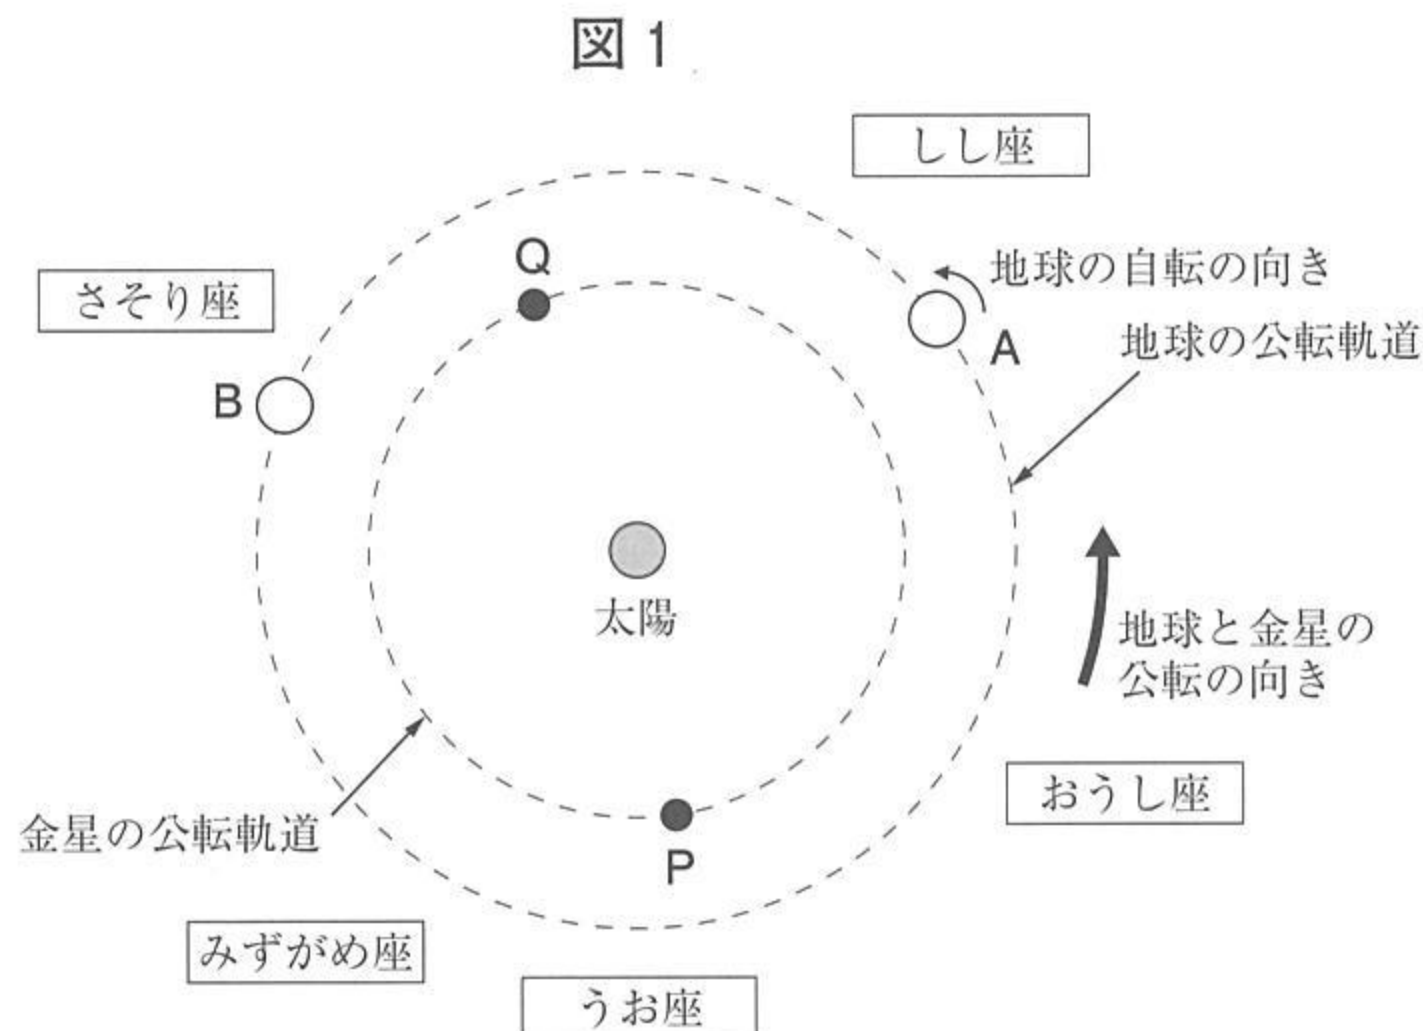 図1
しし座
Q
さそり座
地球の自転の向き
A
地球の公転軌道
B
太陽
地球と金星の
公転の向き
おうし座
金星の公転軌道
P
みずがめ座
うお座